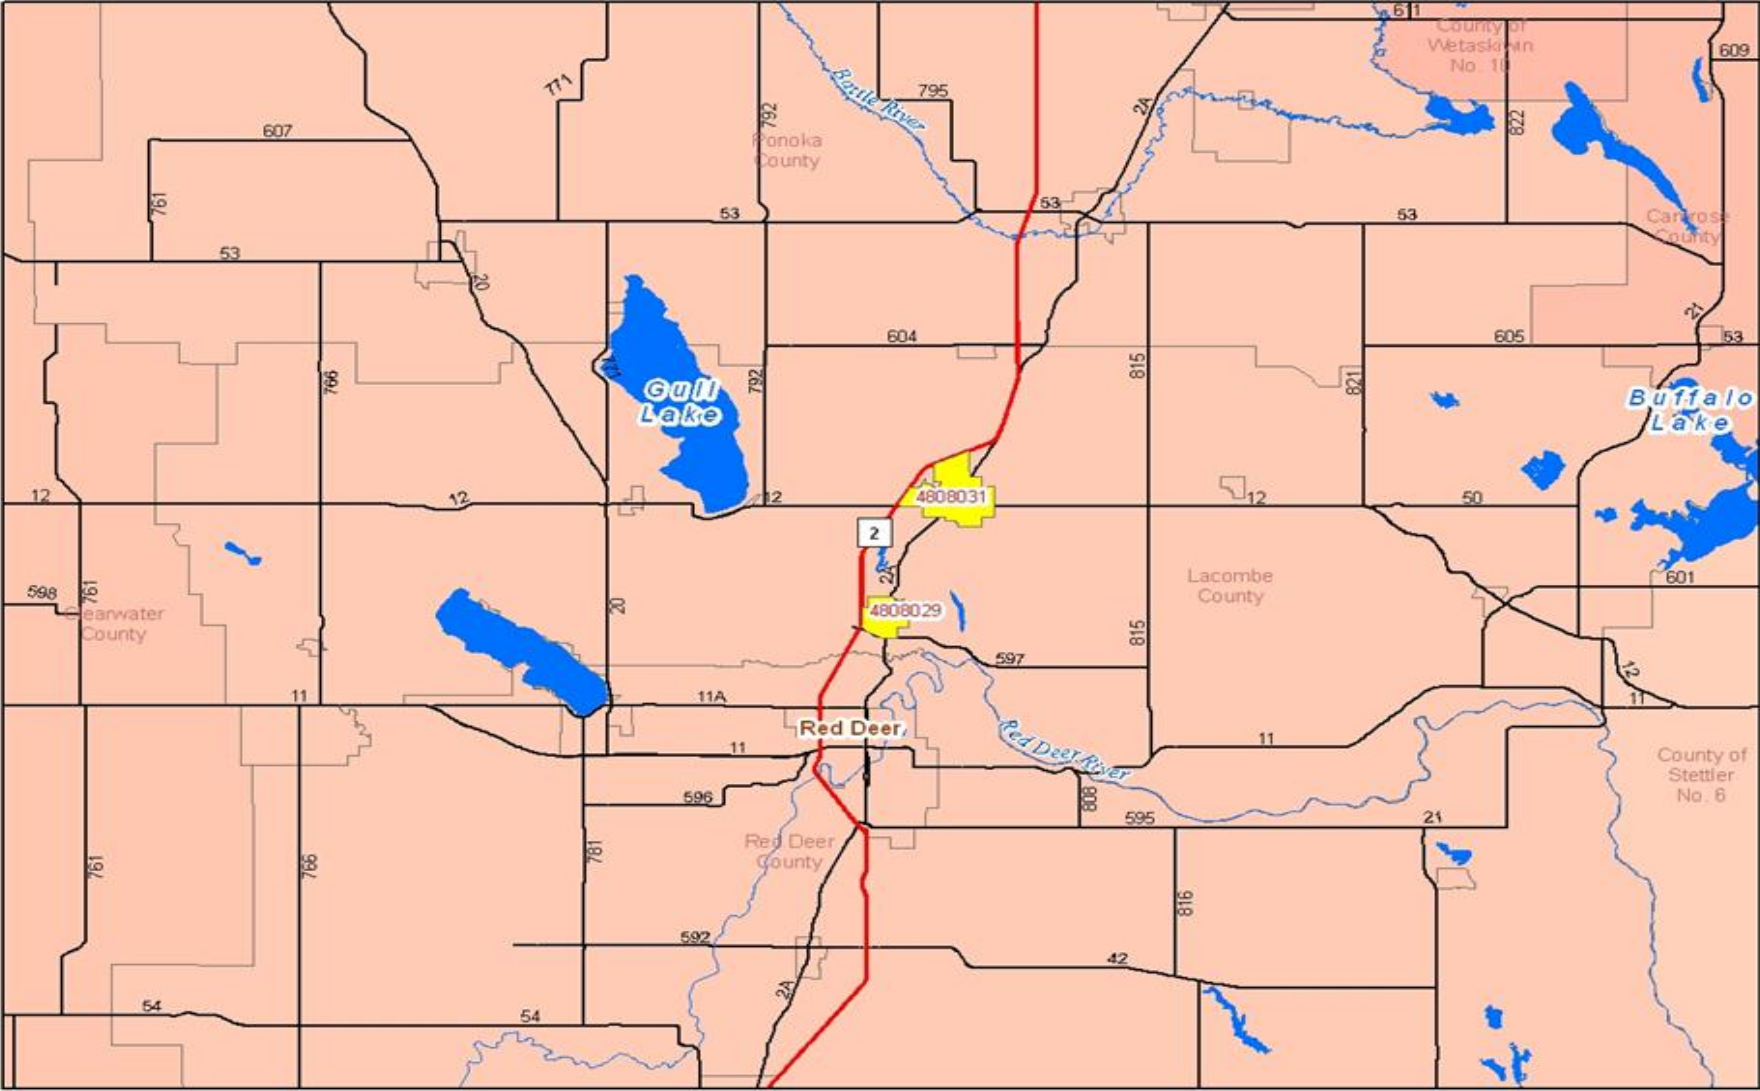 611
County of
Wetaskiwin
No. 10
609
771
792
Battle River
795
2A
822
607
Ponoka
County
761
53
53
53
Camrose
County
53
20
21
604
605
53
766
771
792
815
821
Gull
Lake
Buffalo
Lake
12
12
12
4808031
12
50
2
2A
Lacombe
County
601
598
761
Clearwater
County
20
4808029
815
597
12
11
11A
11
Red Deer
Red Deer River
11
11
County of
Stettler
No. 6
596
808
595
21
761
766
781
Red Deer
County
816
592
42
2A
54
54